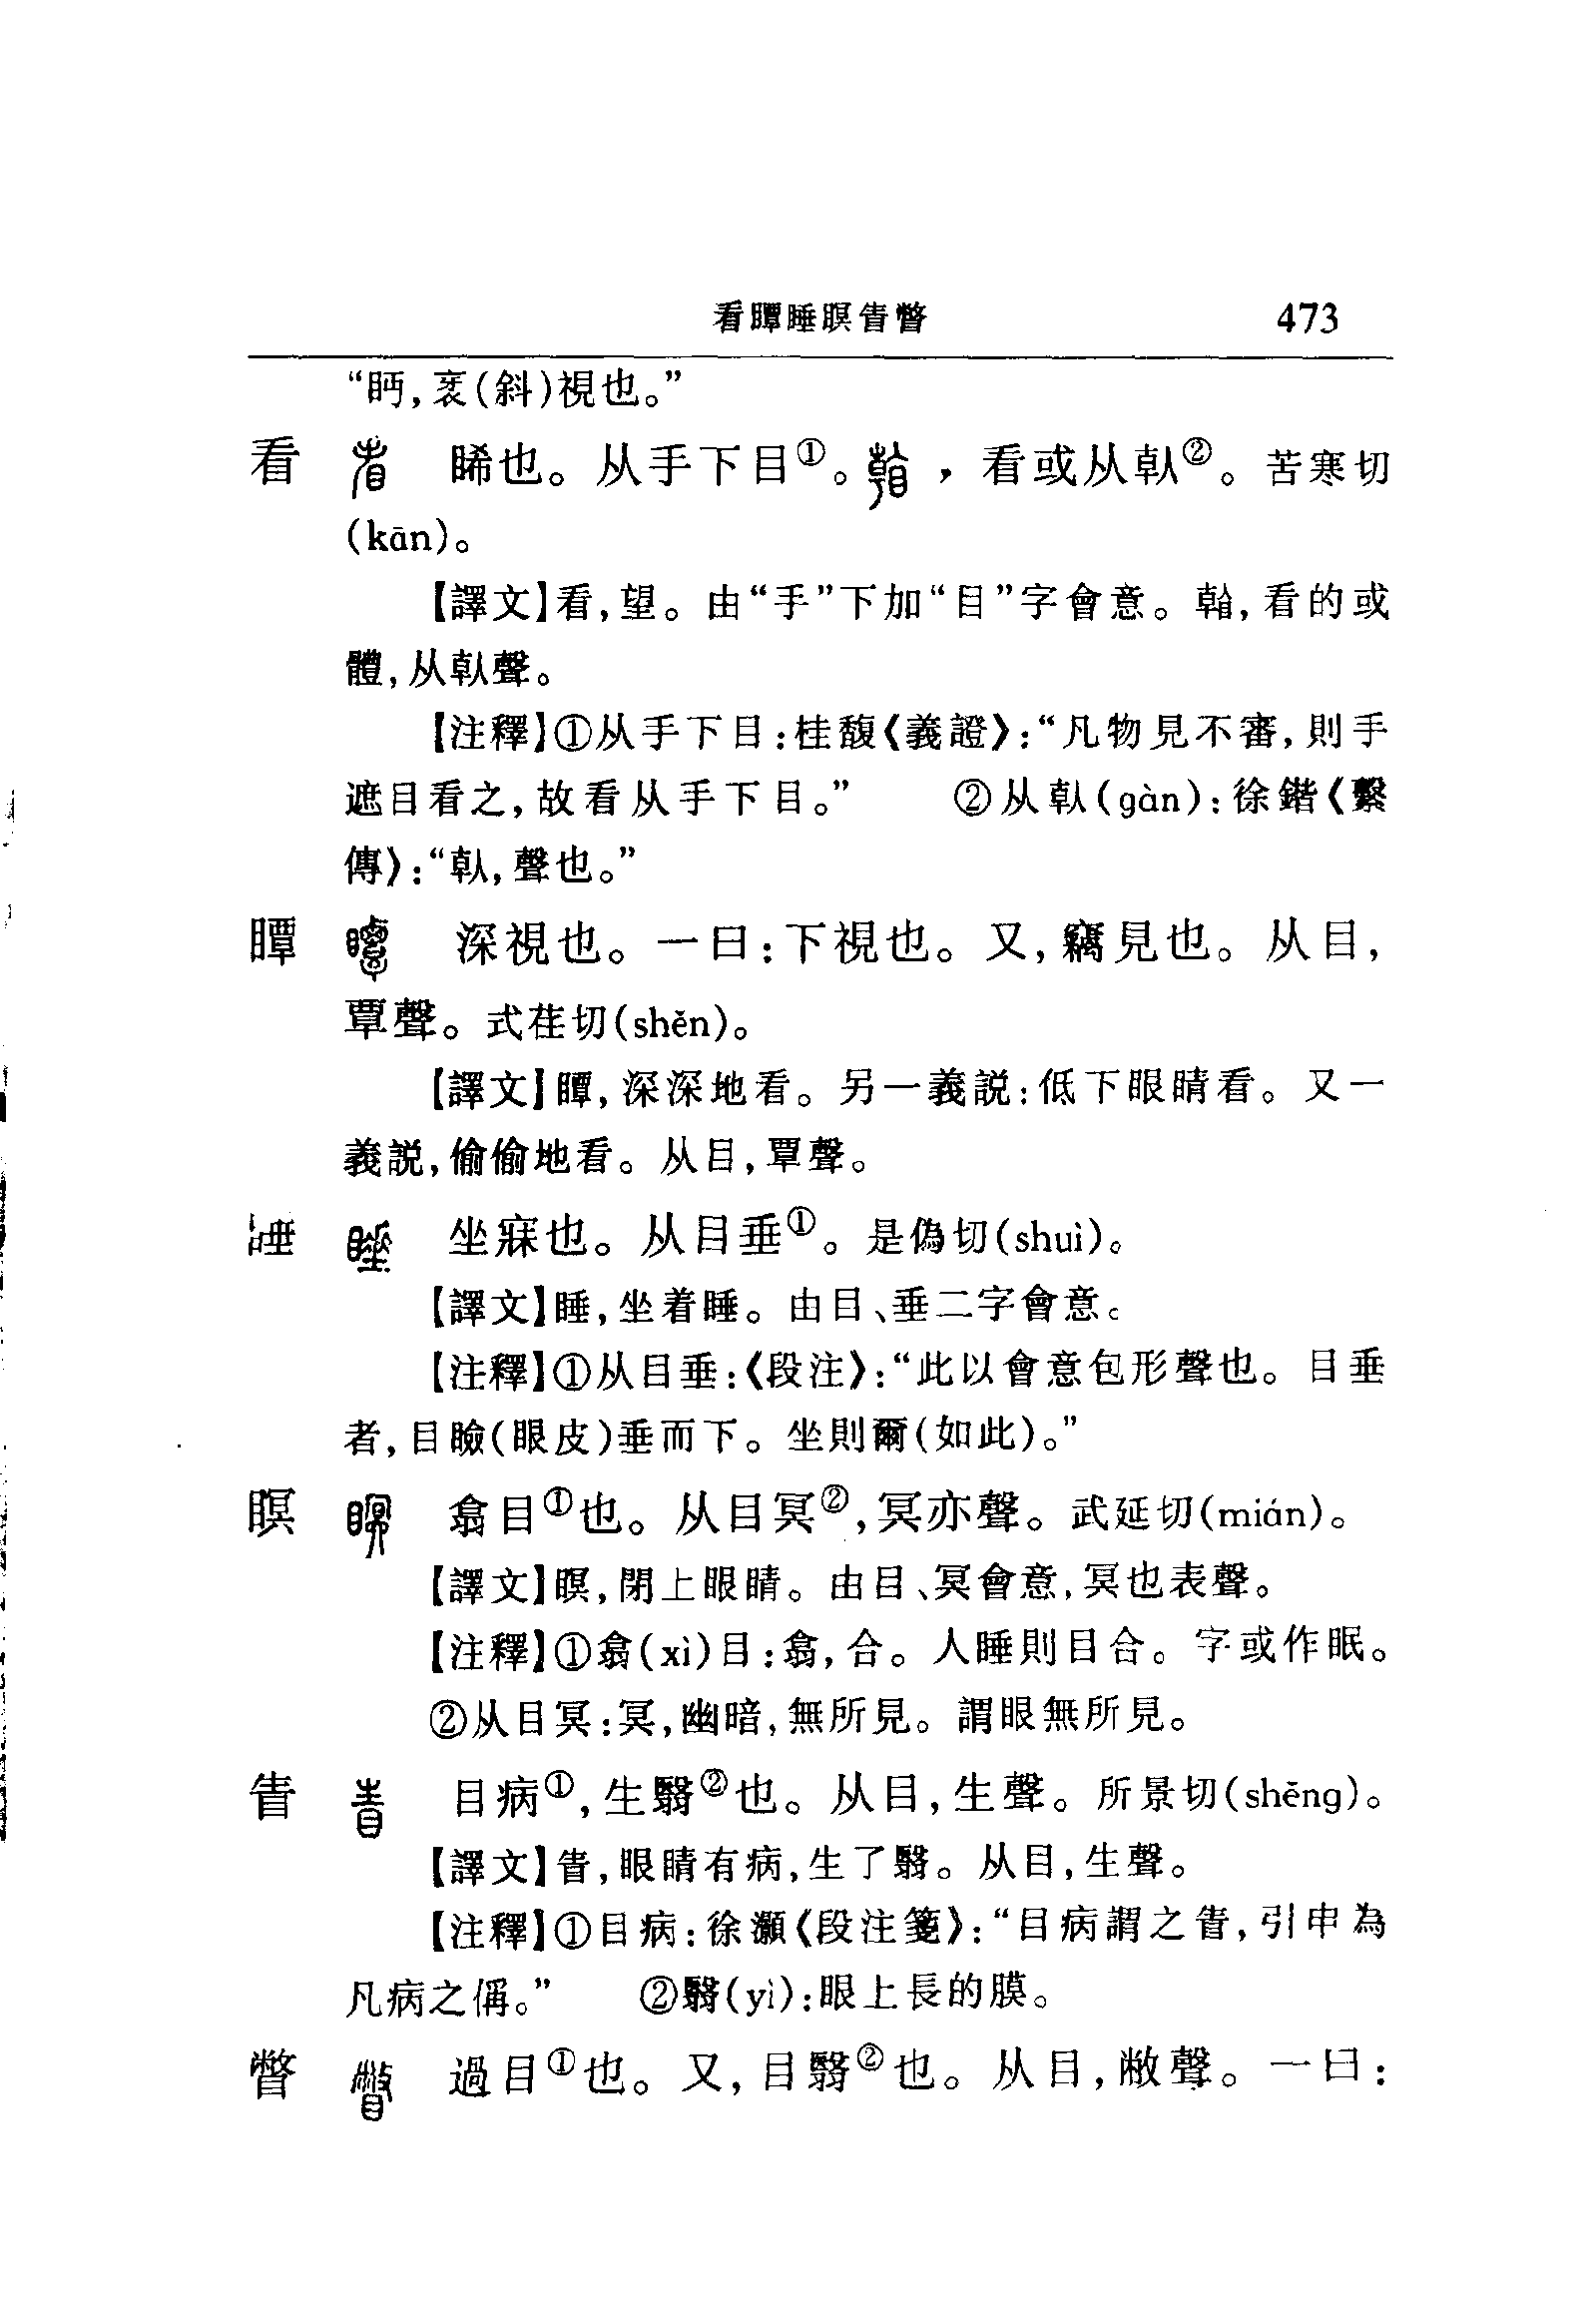 看瞫睡瞑眚瞥 473
“眄,衺(斜)視也。”
看 睎也。从手下目①。 ,看或从倝②。苦寒切
(kān)。
【譯文】看,望。由“手”下加“目”字會意。𥍉,看的或
體,从倝聲。
【注釋】①从手下目:桂馥《義證》:“凡物見不審,則手
遮目看之,故看从手下目。” ②从倝(gàn):徐鍇《繫
傳》:“倝,聲也。”
瞫 深視也。一曰:下視也。又,竊見也。从目,
覃聲。式荏切(shěn)。
【譯文】瞫,深深地看。另一義説:低下眼睛看。又一
義説,偷偷地看。从目,覃聲。
睡 坐寐也。从目垂①。是偽切(shuì)。
【譯文】睡,坐着睡。由目、垂二字會意。
【注釋】①从目垂:《段注》:“此以會意包形聲也。目垂
者,目瞼(眼皮)垂而下。坐則爾(如此)。”
瞑 翕目①也。从目冥②,冥亦聲。武延切(mián)。
【譯文】瞑,閉上眼睛。由目、冥會意,冥也表聲。
【注釋】①翕(xì)目:翕,合。人睡則目合。字或作眠。
②从目冥:冥,幽暗,無所見。謂眼無所見。
眚 目病①,生翳②也。从目,生聲。所景切(shěng)。
【譯文】眚,眼睛有病,生了翳。从目,生聲。
【注釋】①目病:徐灝《段注箋》:“目病謂之眚,引申為
凡病之偁。” ②翳(yì):眼上長的膜。
瞥 過目①也。又,目翳②也。从目,敝聲。一曰: